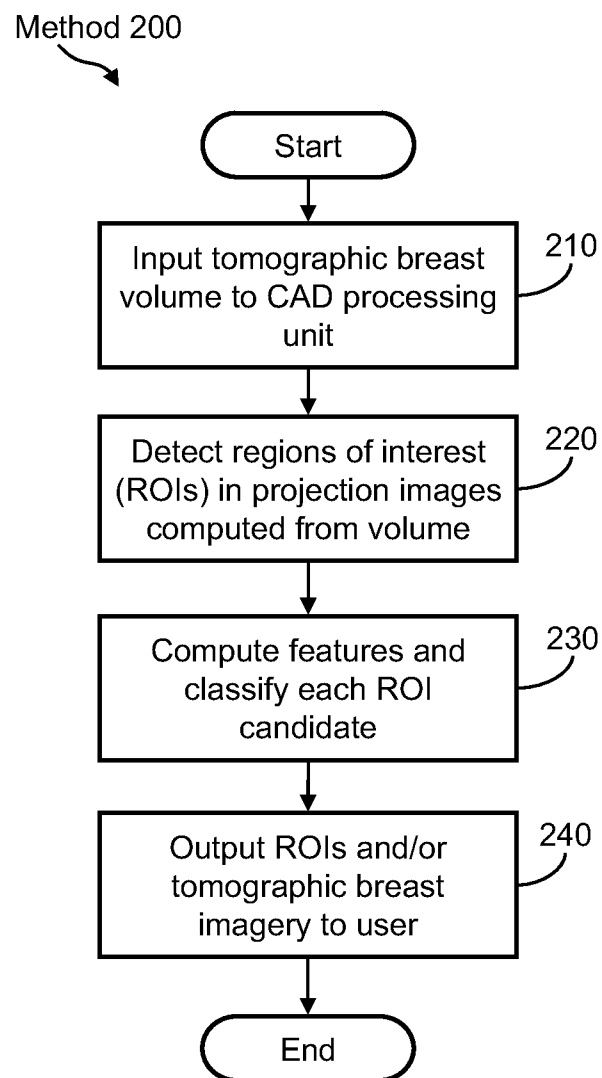 Method 200
Start
Input tomographic breast
volume to CAD processing
unit
210
Detect regions of interest
(ROIs) in projection images
computed from volume
220
Compute features and
classify each ROI
candidate
230
Output ROIs and/or
tomographic breast
imagery to user
240
End